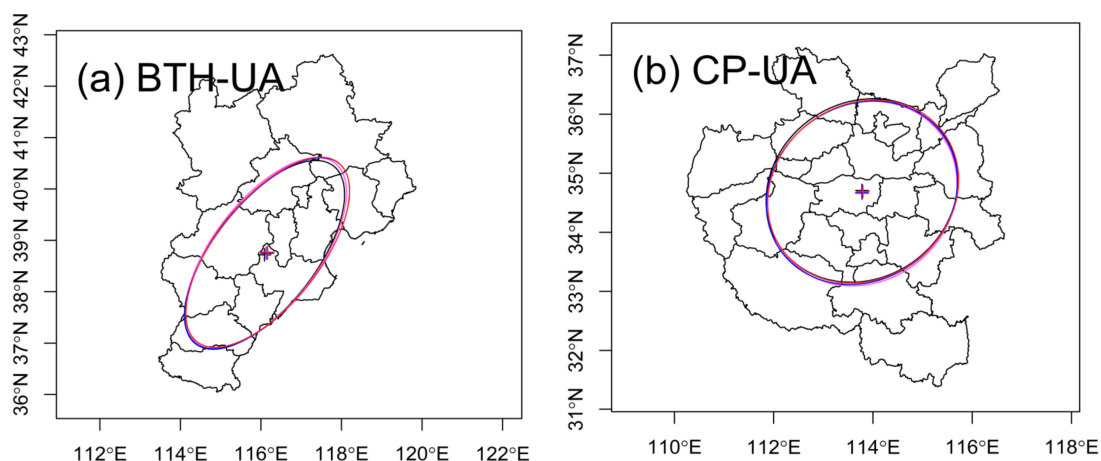 (a) BTH-UA
43°N
42°N
41°N
40°N
39°N
38°N
37°N
36°N
112°E 114°E 116°E 118°E 120°E 122°E
(b) CP-UA
37°N
36°N
35°N
34°N
33°N
32°N
31°N
110°E 112°E 114°E 116°E 118°E